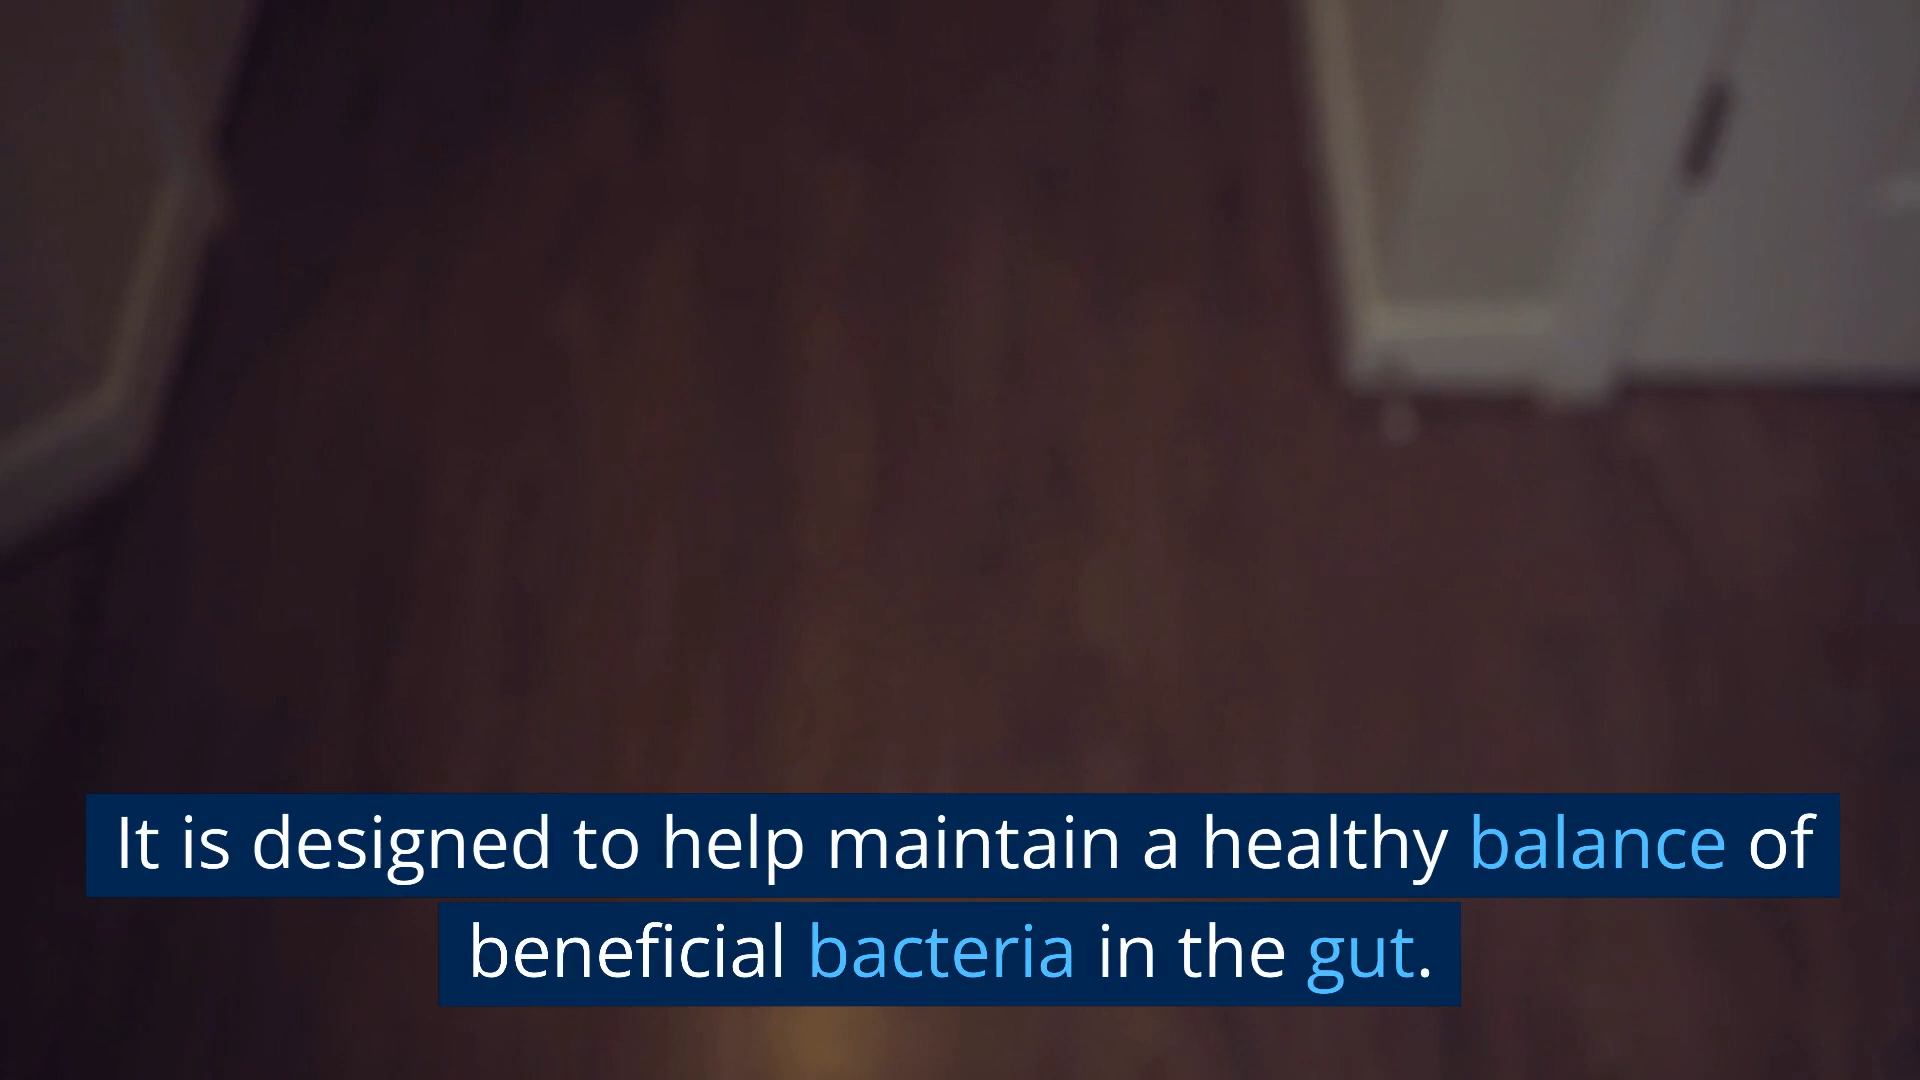 It is designed to help maintain a healthy balance of
beneficial bacteria in the gut.